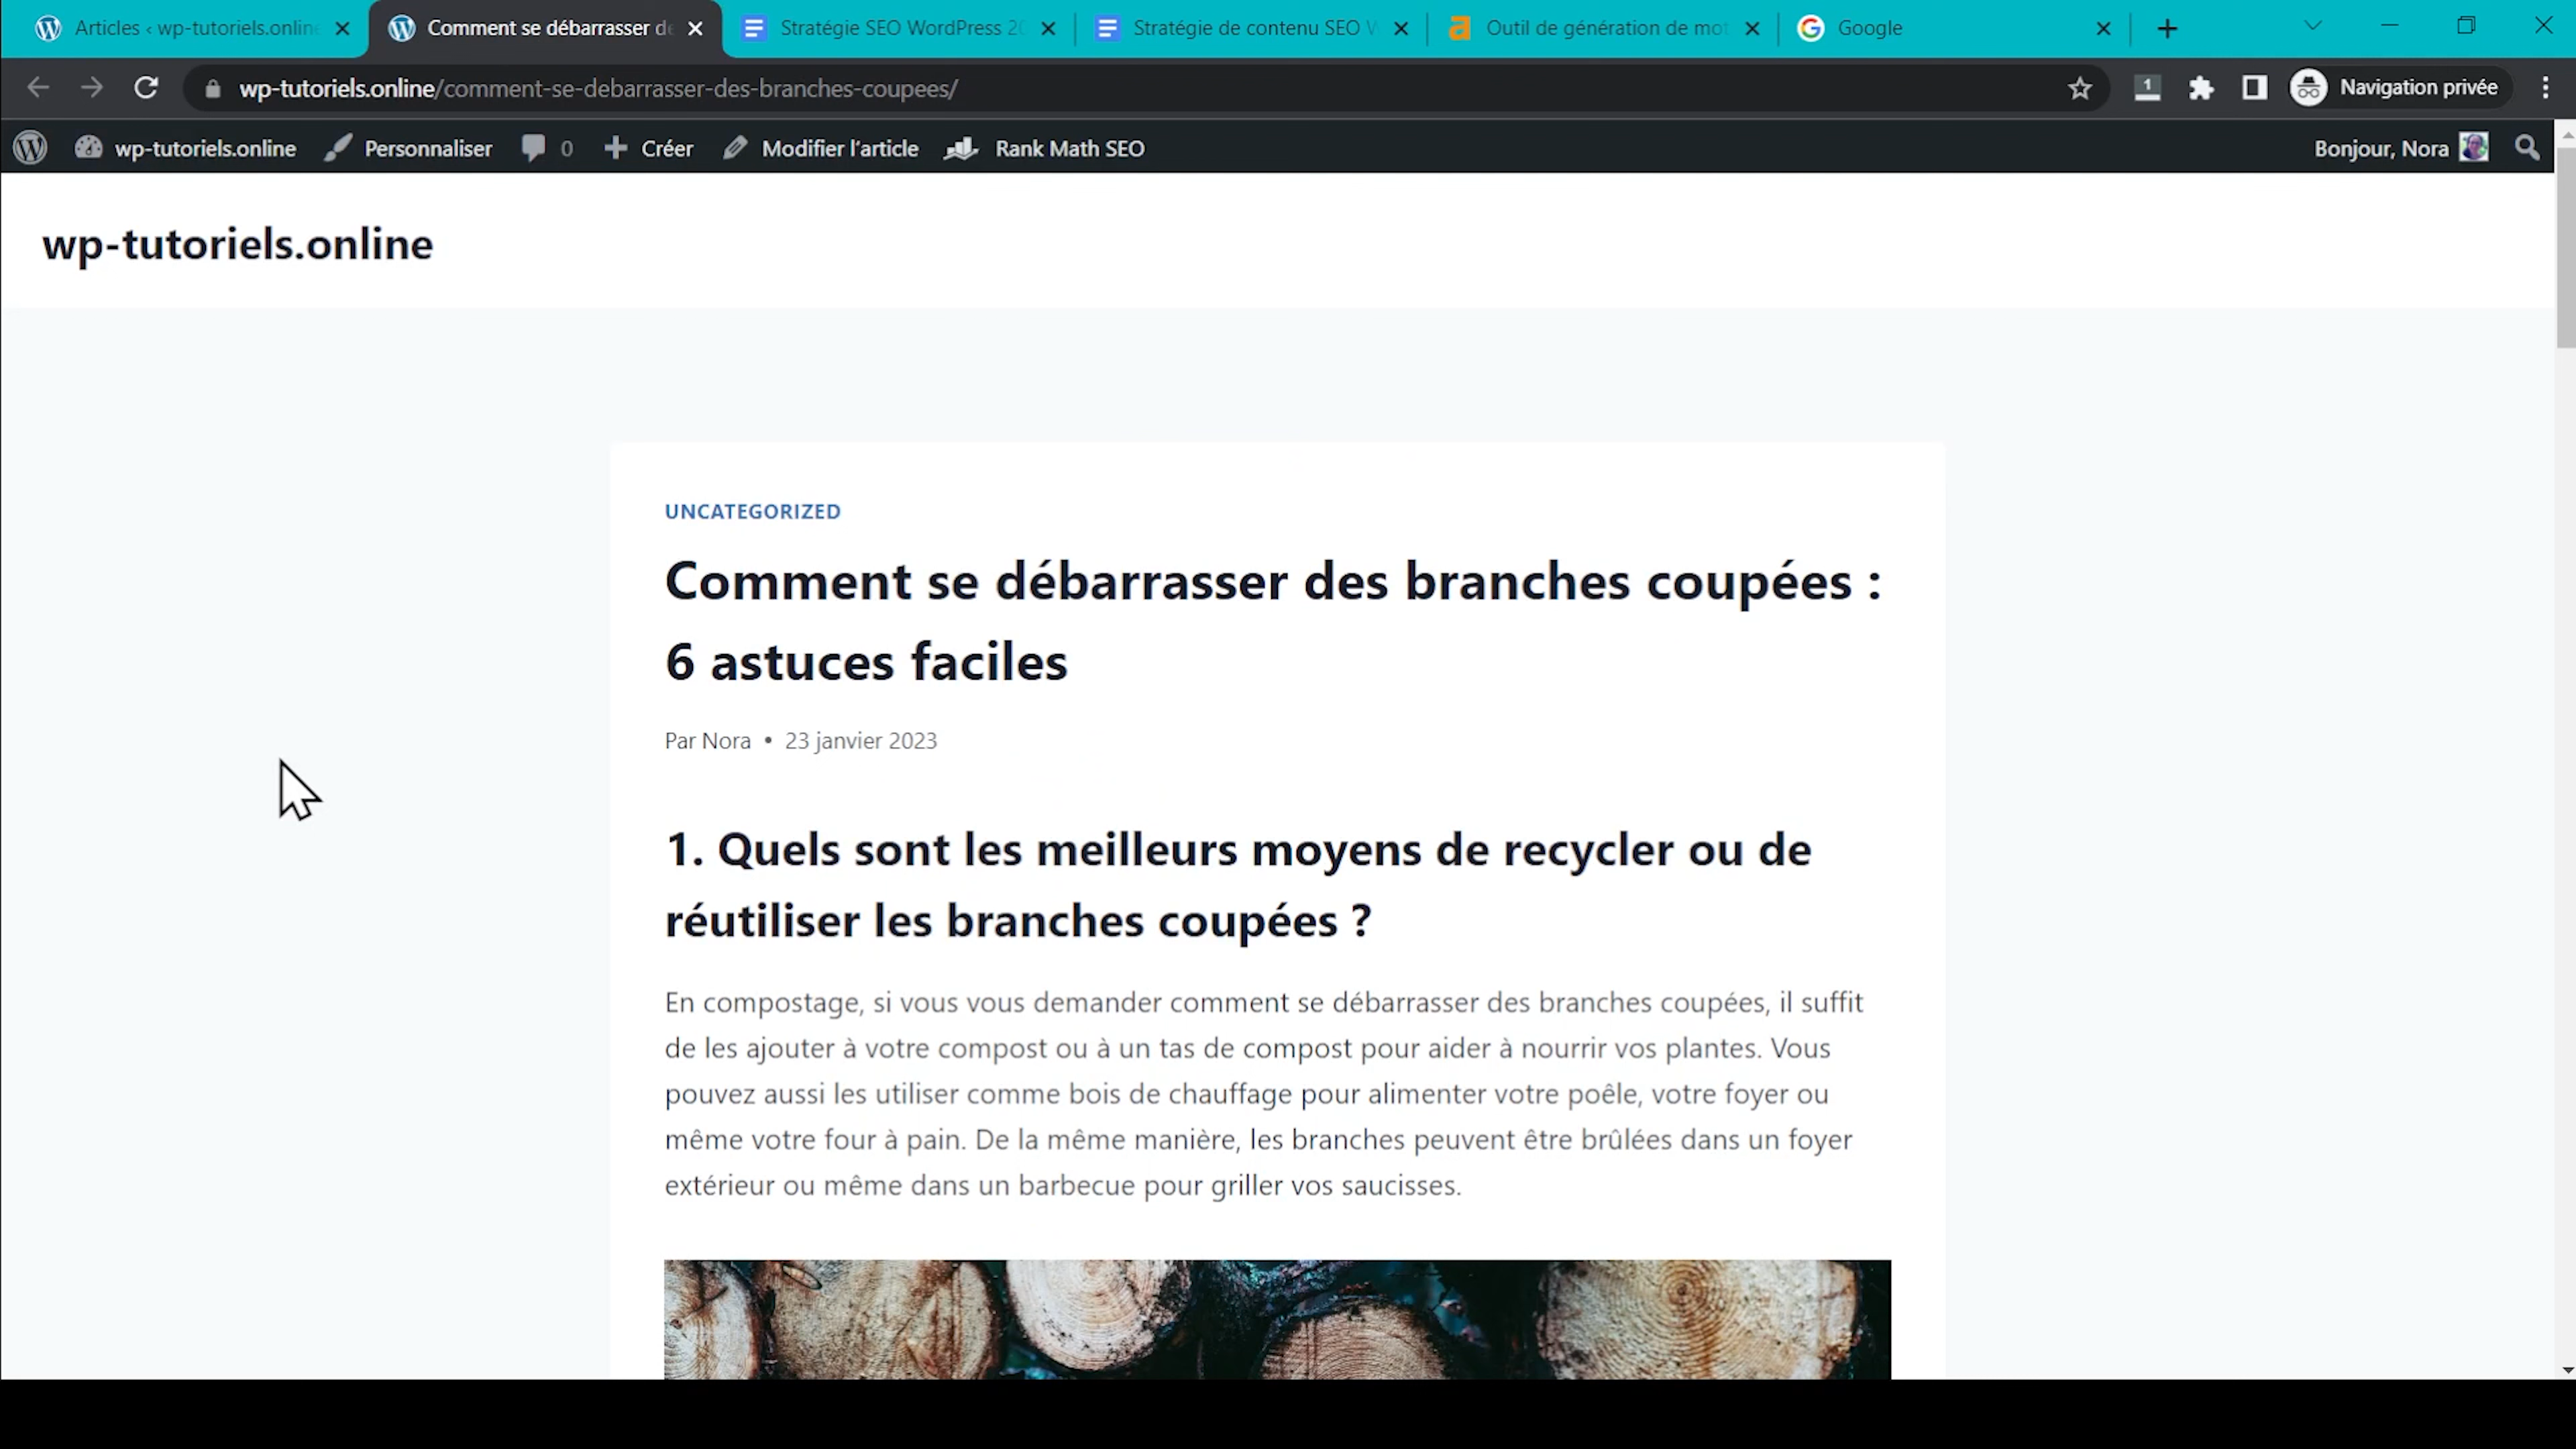 Articles ‹ wp-tutoriels.online
Comment se débarrasser de
Stratégie SEO WordPress 20
Stratégie de contenu SEO W
Outil de génération de mot
Google
wp-tutoriels.online/comment-se-debarrasser-des-branches-coupees/
1
Navigation privée
wp-tutoriels.online
Personnaliser
0
Créer
Modifier l’article
Rank Math SEO
Bonjour, Nora
wp-tutoriels.online
UNCATEGORIZED
Comment se débarrasser des branches coupées :
6 astuces faciles
Par Nora • 23 janvier 2023
1. Quels sont les meilleurs moyens de recycler ou de
réutiliser les branches coupées ?
En compostage, si vous vous demander comment se débarrasser des branches coupées, il suffit
de les ajouter à votre compost ou à un tas de compost pour aider à nourrir vos plantes. Vous
pouvez aussi les utiliser comme bois de chauffage pour alimenter votre poêle, votre foyer ou
même votre four à pain. De la même manière, les branches peuvent être brûlées dans un foyer
extérieur ou même dans un barbecue pour griller vos saucisses.